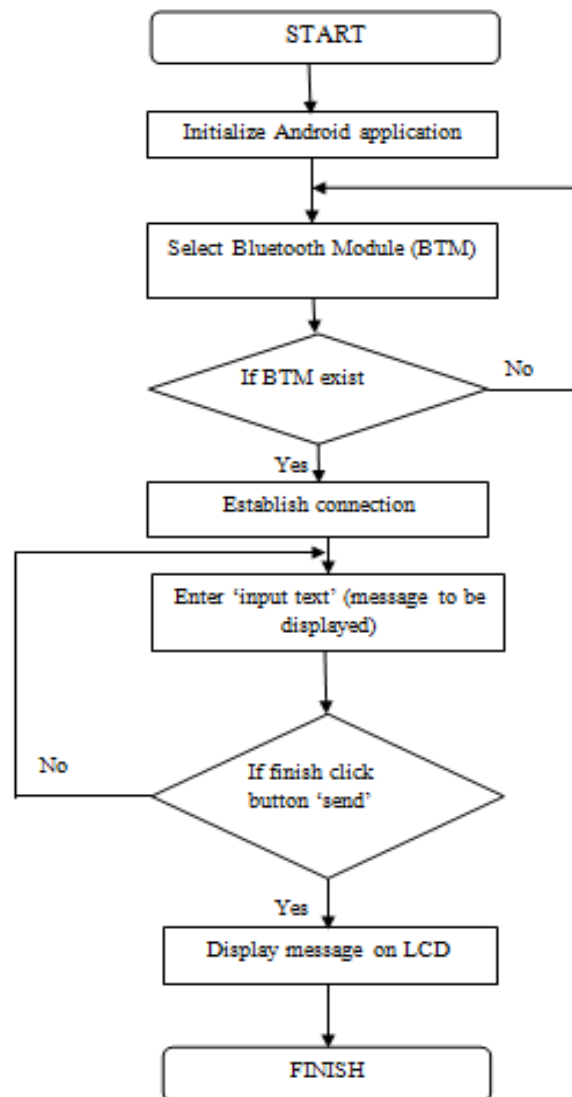 START
Initialize Android application
Select Bluetooth Module (BTM)
If BTM exist
No
Yes
Establish connection
Enter ‘input text’ (message to be
displayed)
No
If finish click
button ‘send’
Yes
Display message on LCD
FINISH